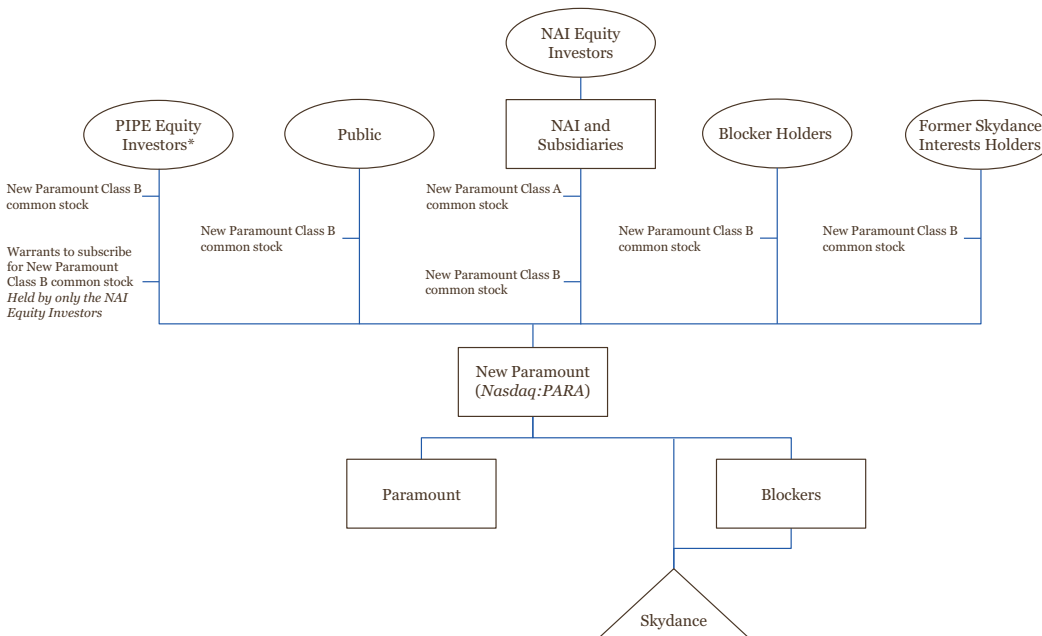 NAI Equity
Investors
PIPE Equity
Investors*
Public
NAI and
Subsidiaries
Blocker Holders
Former Skydance
Interests Holders
New Paramount Class B
common stock
Warrants to subscribe
for New Paramount
Class B common stock
Held by only the NAI
Equity Investors
New Paramount Class B
common stock
New Paramount Class A
common stock
New Paramount Class B
common stock
New Paramount Class B
common stock
New Paramount Class B
common stock
New Paramount
(Nasdaq:PARA)
Paramount
Blockers
Skydance